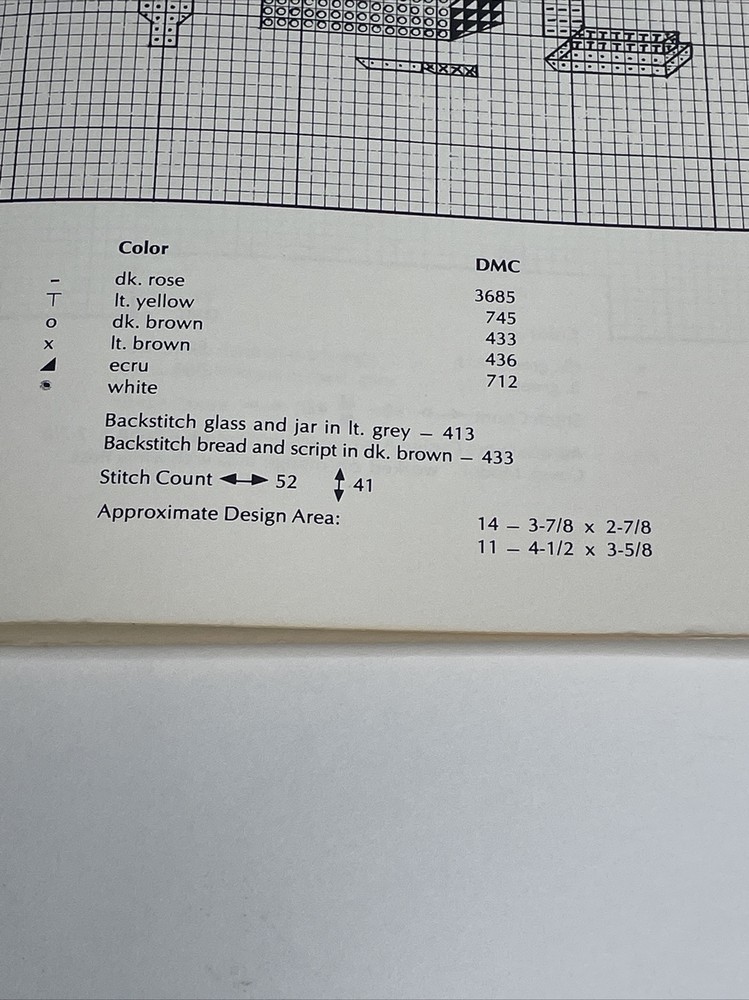 Color DMC
– dk. rose 3685
T lt. yellow 745
o dk. brown 433
x lt. brown 436
◢ ecru 712
white
Backstitch glass and jar in lt. grey – 413
Backstitch bread and script in dk. brown – 433
Stitch Count ↔ 52 ↕ 41
Approximate Design Area: 14 – 3-7/8 x 2-7/8
11 – 4-1/2 x 3-5/8